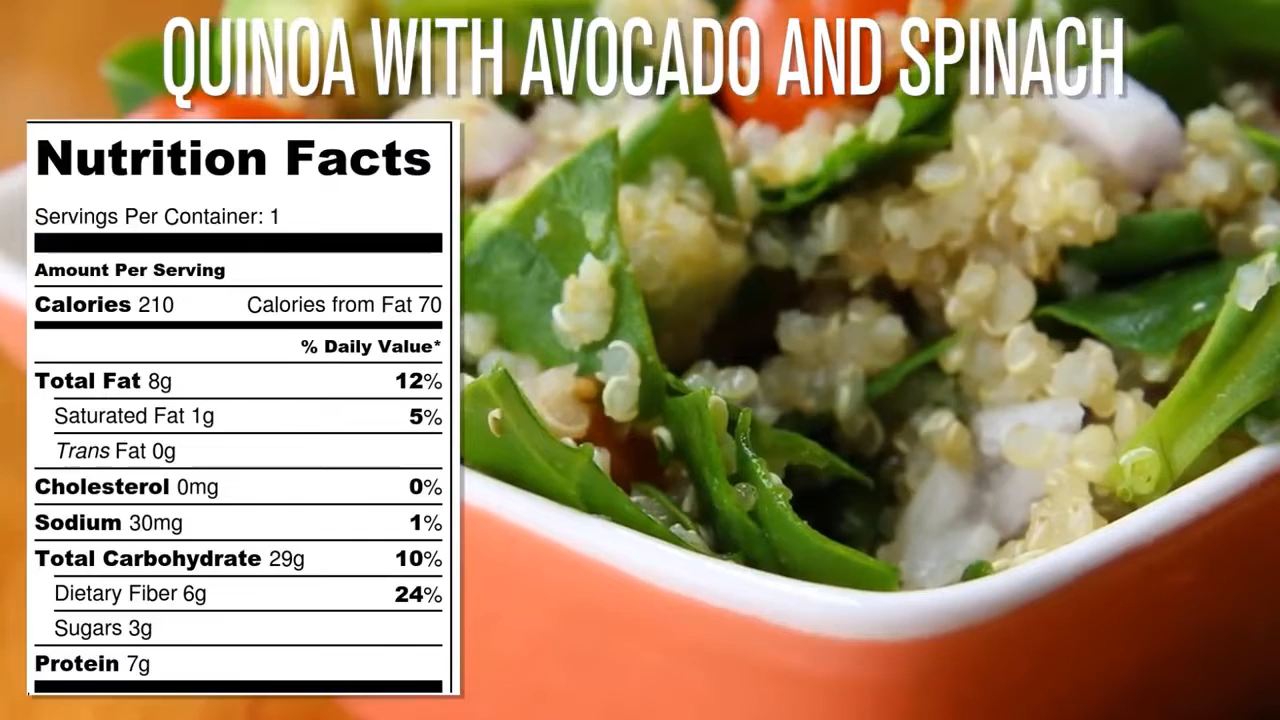 QUINOA WITH AVOCADO AND SPINACH
Nutrition Facts
Servings Per Container: 1
Amount Per Serving
Calories 210 Calories from Fat 70
% Daily Value*
Total Fat 8g 12%
Saturated Fat 1g 5%
Trans Fat 0g
Cholesterol 0mg 0%
Sodium 30mg 1%
Total Carbohydrate 29g 10%
Dietary Fiber 6g 24%
Sugars 3g
Protein 7g